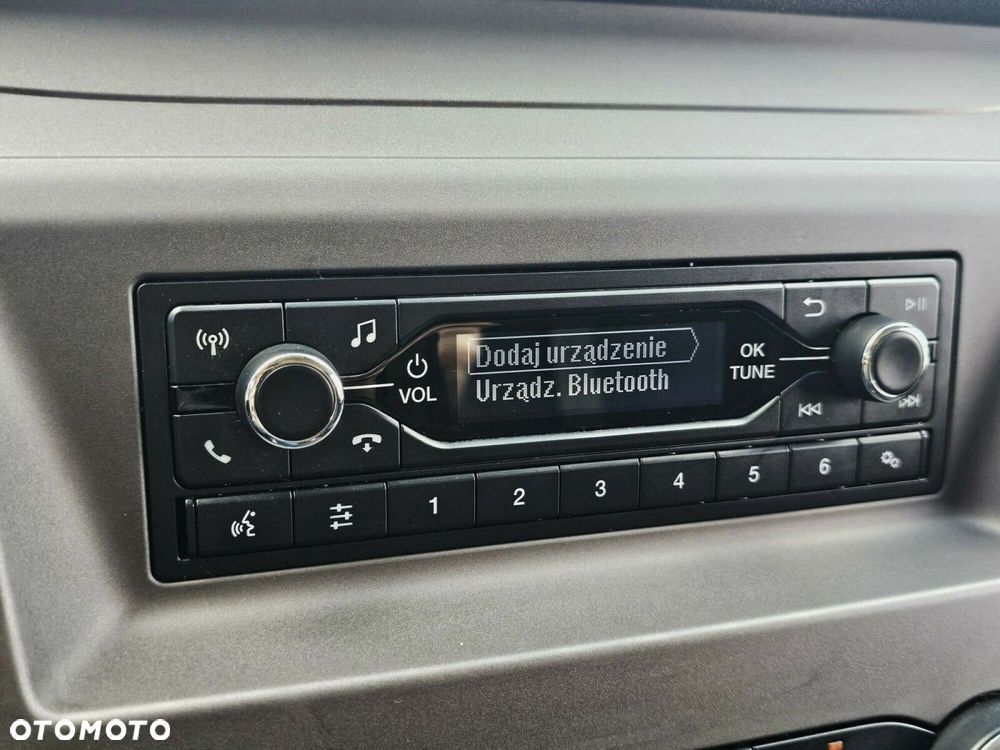 Dodaj urządzenie
Urządz. Bluetooth
VOL
OK
TUNE
1 2 3 4 5 6
OTOMOTO